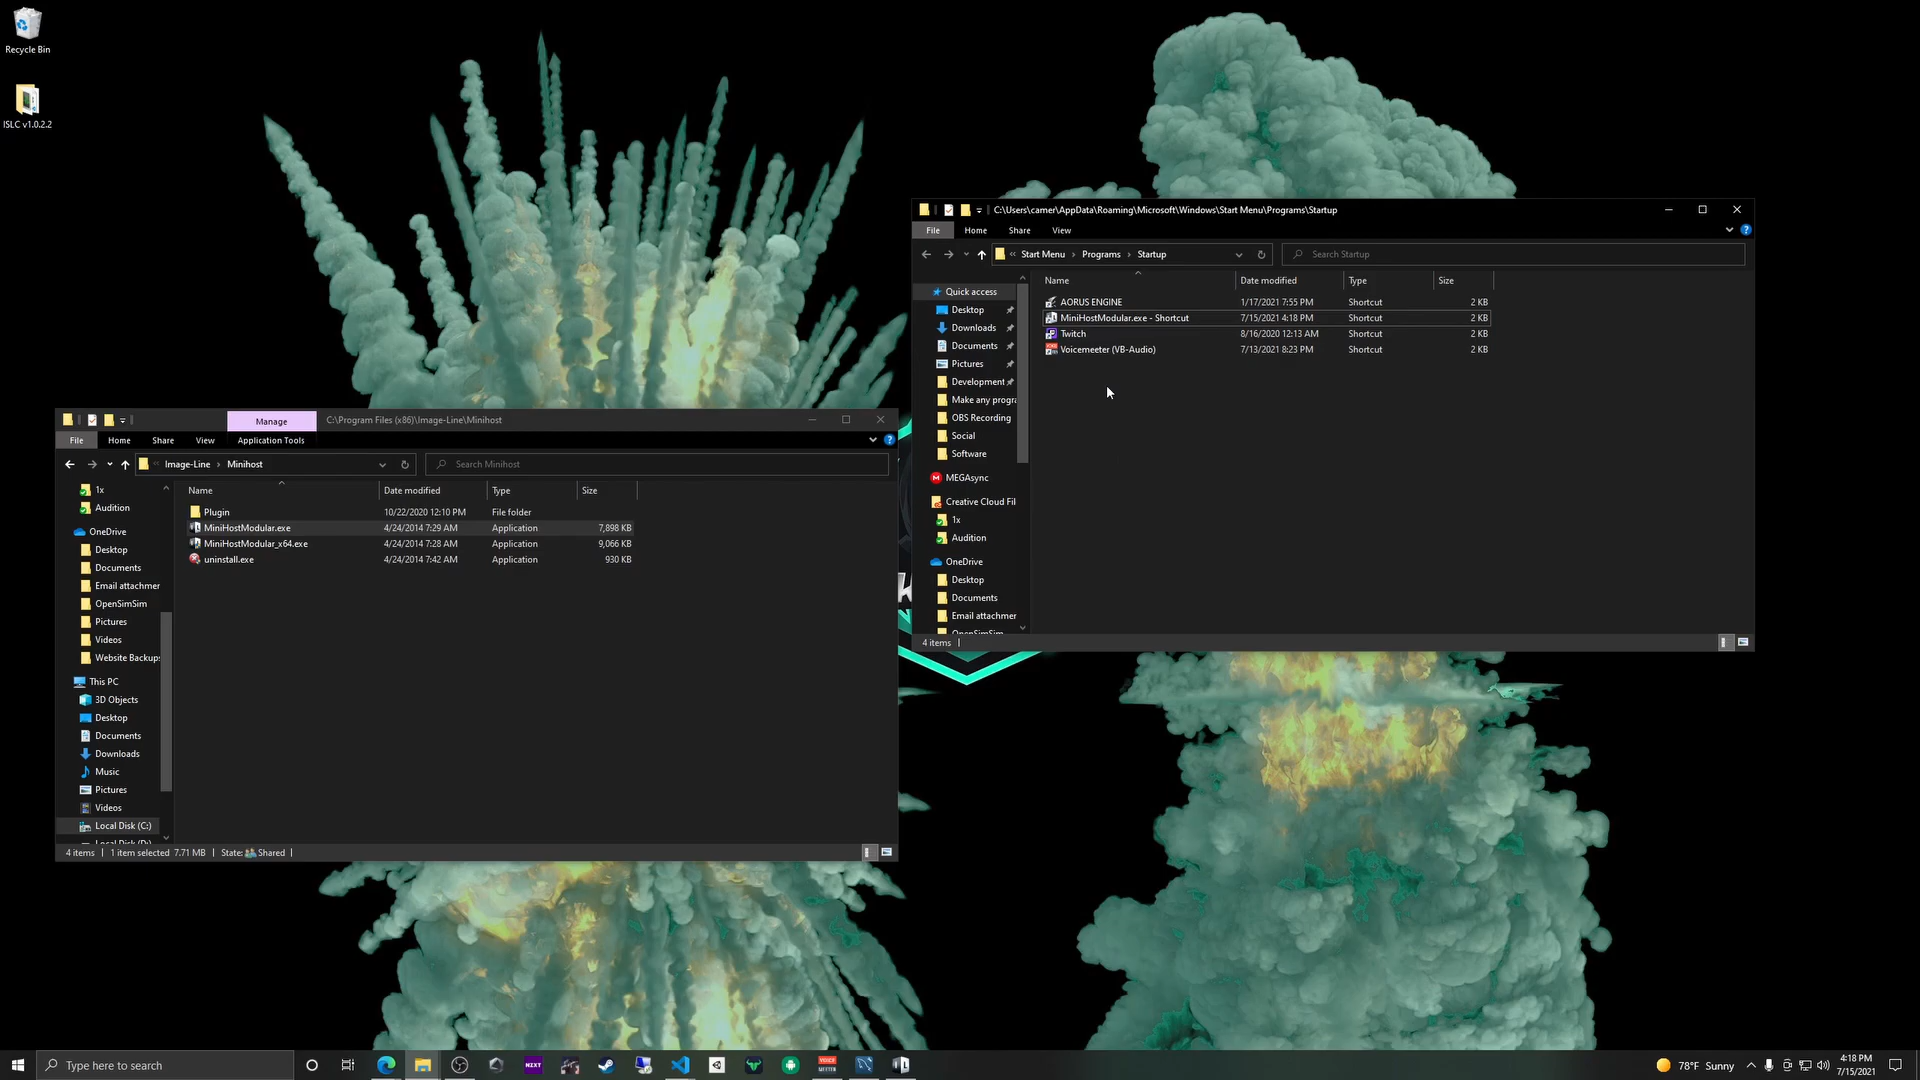 Recycle Bin
ISLC v1.0.2.2
C:\Users\camer\AppData\Roaming\Microsoft\Windows\Start Menu\Programs\Startup
File Home Share View
Start Menu Programs Startup
Search Startup
Name Date modified Type Size
AORUS ENGINE 1/17/2021 7:55 PM Shortcut 2 KB
MiniHostModular.exe - Shortcut 7/15/2021 4:18 PM Shortcut 2 KB
Twitch 8/16/2020 12:13 AM Shortcut 2 KB
Voicemeeter (VB-Audio) 7/13/2021 8:23 PM Shortcut 2 KB
Quick access
Desktop
Downloads
Documents
Pictures
Development
Make any progra
OBS Recording
Social
Software
MEGAsync
Creative Cloud Fil
1x
Audition
OneDrive
Desktop
Documents
Email attachmer
OpenSimSim
4 items
Manage C:\Program Files (x86)\Image-Line\Minihost
File Home Share View Application Tools
Image-Line Minihost
Search Minihost
Name Date modified Type Size
Plugin 10/22/2020 12:10 PM File folder
MiniHostModular.exe 4/24/2014 7:29 AM Application 7,898 KB
MiniHostModular_x64.exe 4/24/2014 7:28 AM Application 9,066 KB
uninstall.exe 4/24/2014 7:42 AM Application 930 KB
1x
Audition
OneDrive
Desktop
Documents
Email attachmer
OpenSimSim
Pictures
Videos
Website Backups
This PC
3D Objects
Desktop
Documents
Downloads
Music
Pictures
Videos
Local Disk (C:)
Local Disk (D:)
4 items 1 item selected 7.71 MB State: Shared
Type here to search
NZXT
78°F Sunny
4:18 PM
7/15/2021